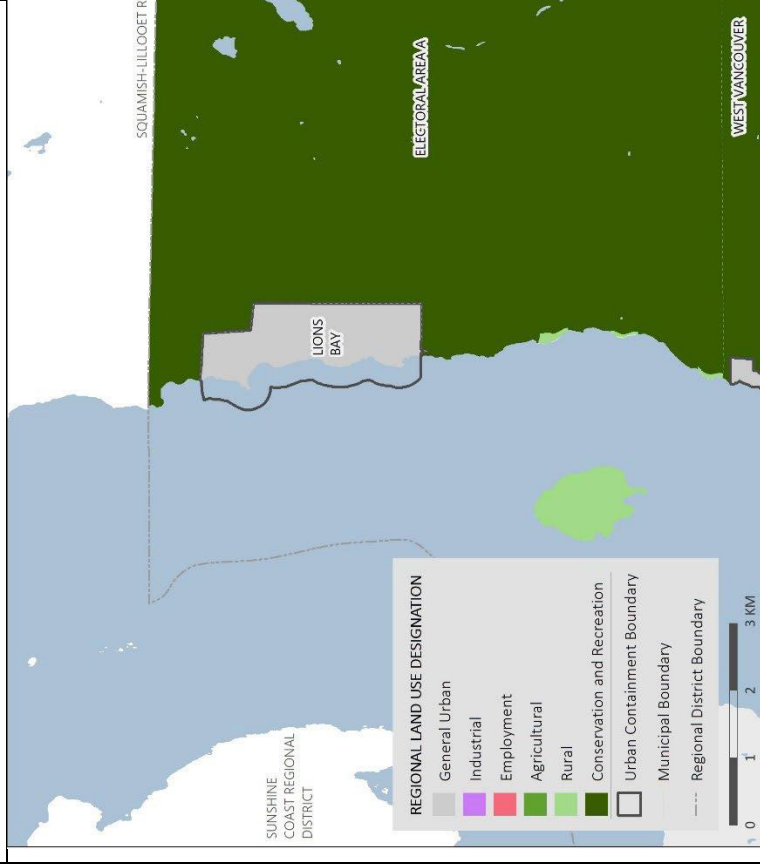 SQUAMISH-LILLOOET R
ELECTORAL AREA A
WEST VANCOUVER
LIONS
BAY
SUNSHINE
COAST REGIONAL
DISTRICT
REGIONAL LAND USE DESIGNATION
General Urban
Industrial
Employment
Agricultural
Rural
Conservation and Recreation
Urban Containment Boundary
Municipal Boundary
Regional District Boundary
0 1 2 3 KM